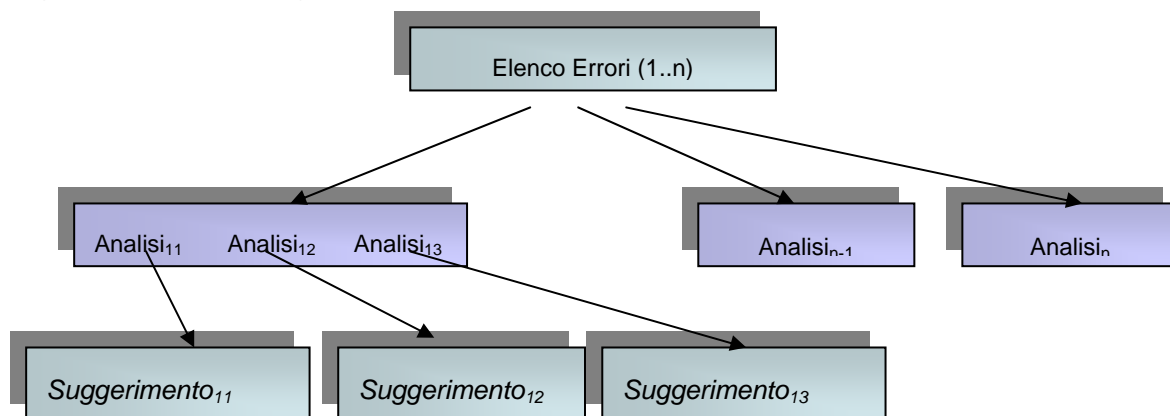 Elenco Errori (1..n)
Analisi₁₁ Analisi₁₂ Analisi₁₃
Analisiₙ₋₁
Analisiₙ
Suggerimento₁₁
Suggerimento₁₂
Suggerimento₁₃